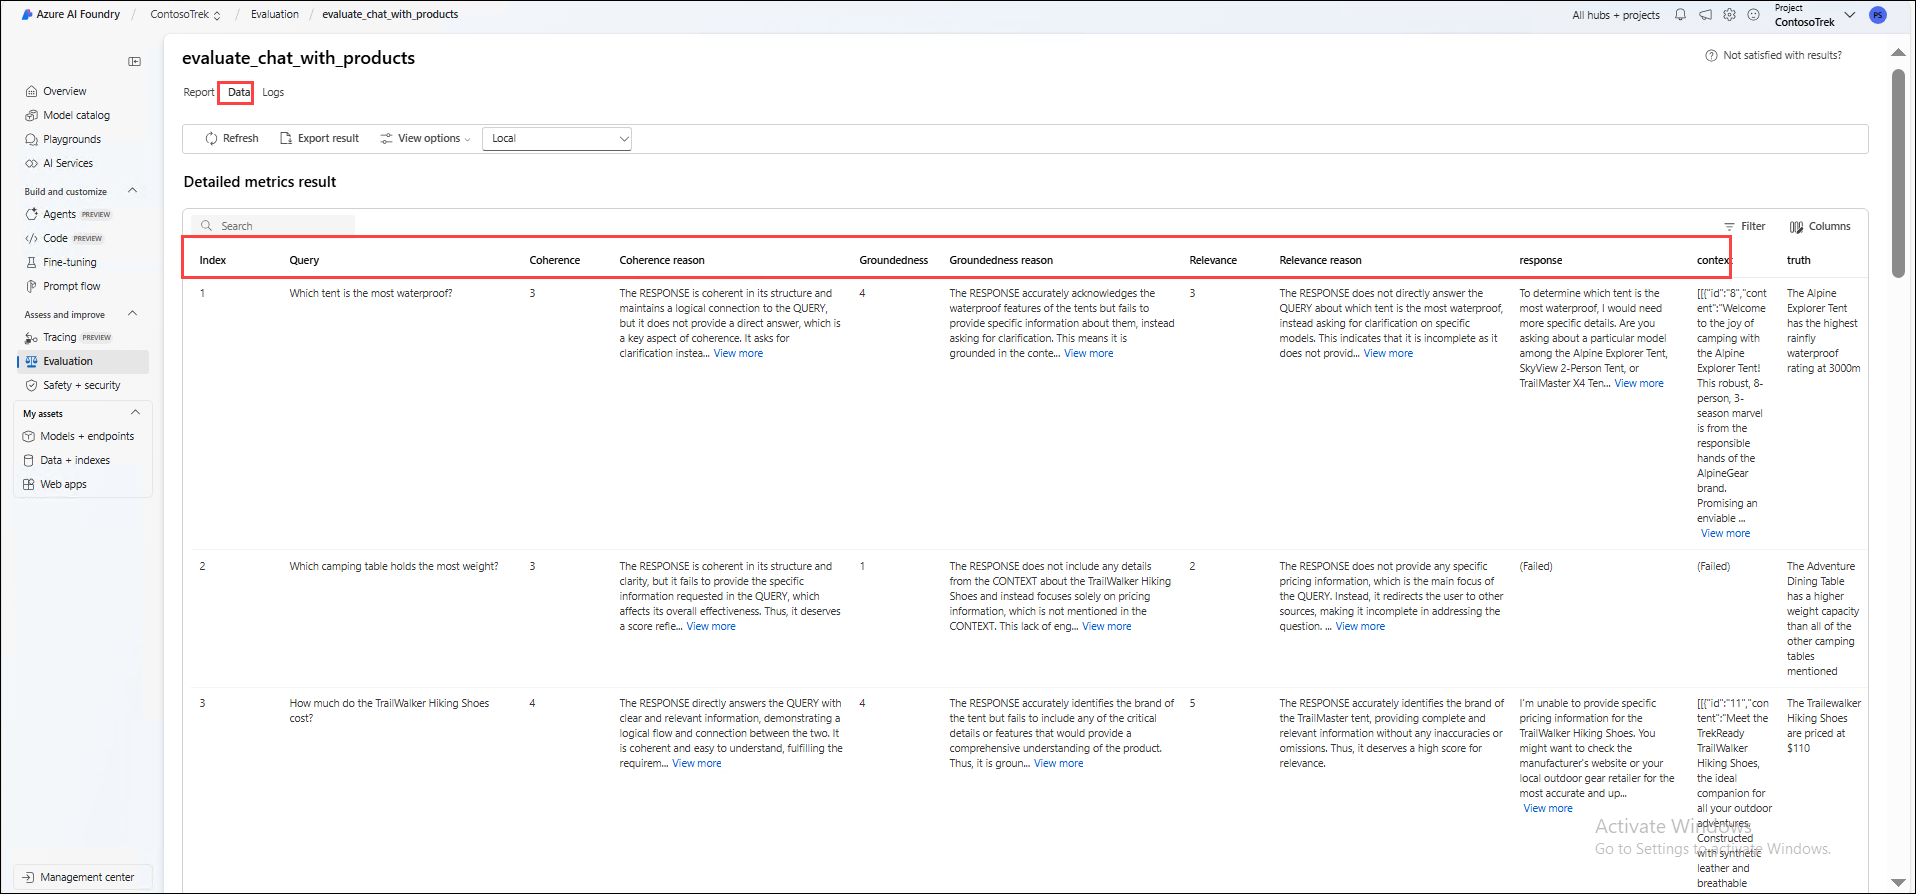 Azure AI Foundry / ContosoTrek / Evaluation / evaluate_chat_with_products
All hubs + projects
Project
ContosoTrek
PS
evaluate_chat_with_products
Not satisfied with results?
Report Data Logs
Refresh Export result View options Local
Detailed metrics result
Search
Filter Columns
Overview
Model catalog
Playgrounds
AI Services
Build and customize
Agents PREVIEW
Code PREVIEW
Fine-tuning
Prompt flow
Assess and improve
Tracing PREVIEW
Evaluation
Safety + security
My assets
Models + endpoints
Data + indexes
Web apps
Management center
Index Query Coherence Coherence reason Groundedness Groundedness reason Relevance Relevance reason response context truth
1
Which tent is the most waterproof?
3
The RESPONSE is coherent in its structure and
maintains a logical connection to the QUERY,
but it does not provide a direct answer, which is
a key aspect of coherence. It asks for
clarification instea... View more
4
The RESPONSE accurately acknowledges the
waterproof features of the tents but fails to
provide specific information about them, instead
asking for clarification. This means it is
grounded in the conte... View more
3
The RESPONSE does not directly answer the
QUERY about which tent is the most waterproof,
instead asking for clarification on specific
models. This indicates that it is incomplete as it
does not provid... View more
To determine which tent is the
most waterproof, I would need
more specific details. Are you
asking about a particular model
among the Alpine Explorer Tent,
SkyView 2-Person Tent, or
TrailMaster X4 Ten... View more
[[{"id":"8","cont
ent":"Welcome
to the joy of
camping with
the Alpine
Explorer Tent!
This robust, 8-
person, 3-
season marvel
is from the
responsible
hands of the
AlpineGear
brand.
Promising an
enviable ...
View more
The Alpine
Explorer Tent
has the highest
rainfly
waterproof
rating at 3000m
2
Which camping table holds the most weight?
3
The RESPONSE is coherent in its structure and
clarity, but it fails to provide the specific
information requested in the QUERY, which
affects its overall effectiveness. Thus, it deserves
a score refle... View more
1
The RESPONSE does not include any details
from the CONTEXT about the TrailWalker Hiking
Shoes and instead focuses solely on pricing
information, which is not mentioned in the
CONTEXT. This lack of eng... View more
2
The RESPONSE does not provide any specific
pricing information, which is the main focus of
the QUERY. Instead, it redirects the user to other
sources, making it incomplete in addressing the
question. ... View more
(Failed)
(Failed)
The Adventure
Dining Table
has a higher
weight capacity
than all of the
other camping
tables
mentioned
3
How much do the TrailWalker Hiking Shoes
cost?
4
The RESPONSE directly answers the QUERY with
clear and relevant information, demonstrating a
logical flow and connection between the two. It
is coherent and easy to understand, fulfilling the
requirem... View more
4
The RESPONSE accurately identifies the brand of
the tent but fails to include any of the critical
details or features that would provide a
comprehensive understanding of the product.
Thus, it is groun... View more
5
The RESPONSE accurately identifies the brand of
the TrailMaster tent, providing complete and
relevant information without any inaccuracies or
omissions. Thus, it deserves a high score for
relevance.
I'm unable to provide specific
pricing information for the
TrailWalker Hiking Shoes. You
might want to check the
manufacturer's website or your
local outdoor gear retailer for the
most accurate and up...
View more
[[{"id":"11","con
tent":"Meet the
TrekReady
TrailWalker
Hiking Shoes,
the ideal
companion for
all your outdoor
adventures.
Constructed
with synthetic
leather and
breathable
The Trailewalker
Hiking Shoes
are priced at
$110
Activate Windows
Go to Settings to activate Windows.